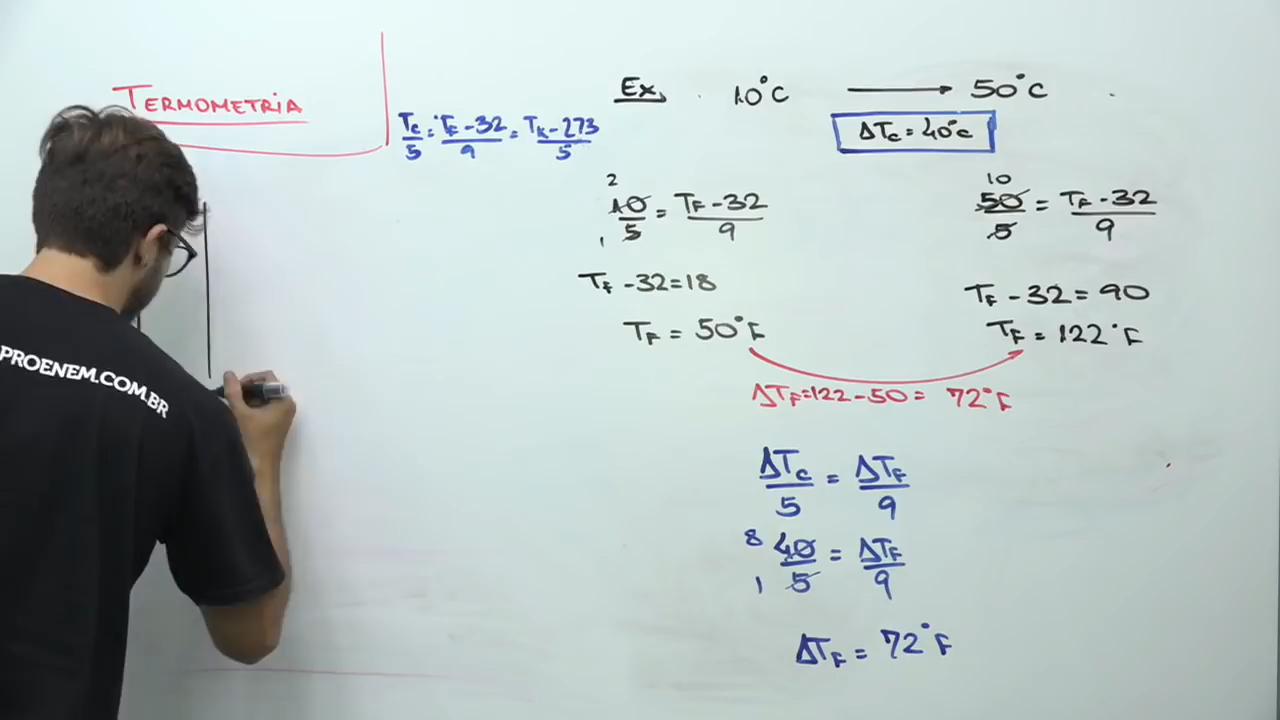 TERMOMETRIA
Tc/5 = TF-32/9 = TK-273/5
Ex. 10°C → 50°C
ΔTc = 40°C
2 10/5 = TF-32/9
1
TF-32=18
TF = 50°F
10 50/5 = TF-32/9
TF-32=90
TF = 122°F
ΔTF=122-50= 72°F
ΔTc/5 = ΔTF/9
8 40/5 = ΔTF/9
1
ΔTF = 72°F
PROENEM.COM.BR